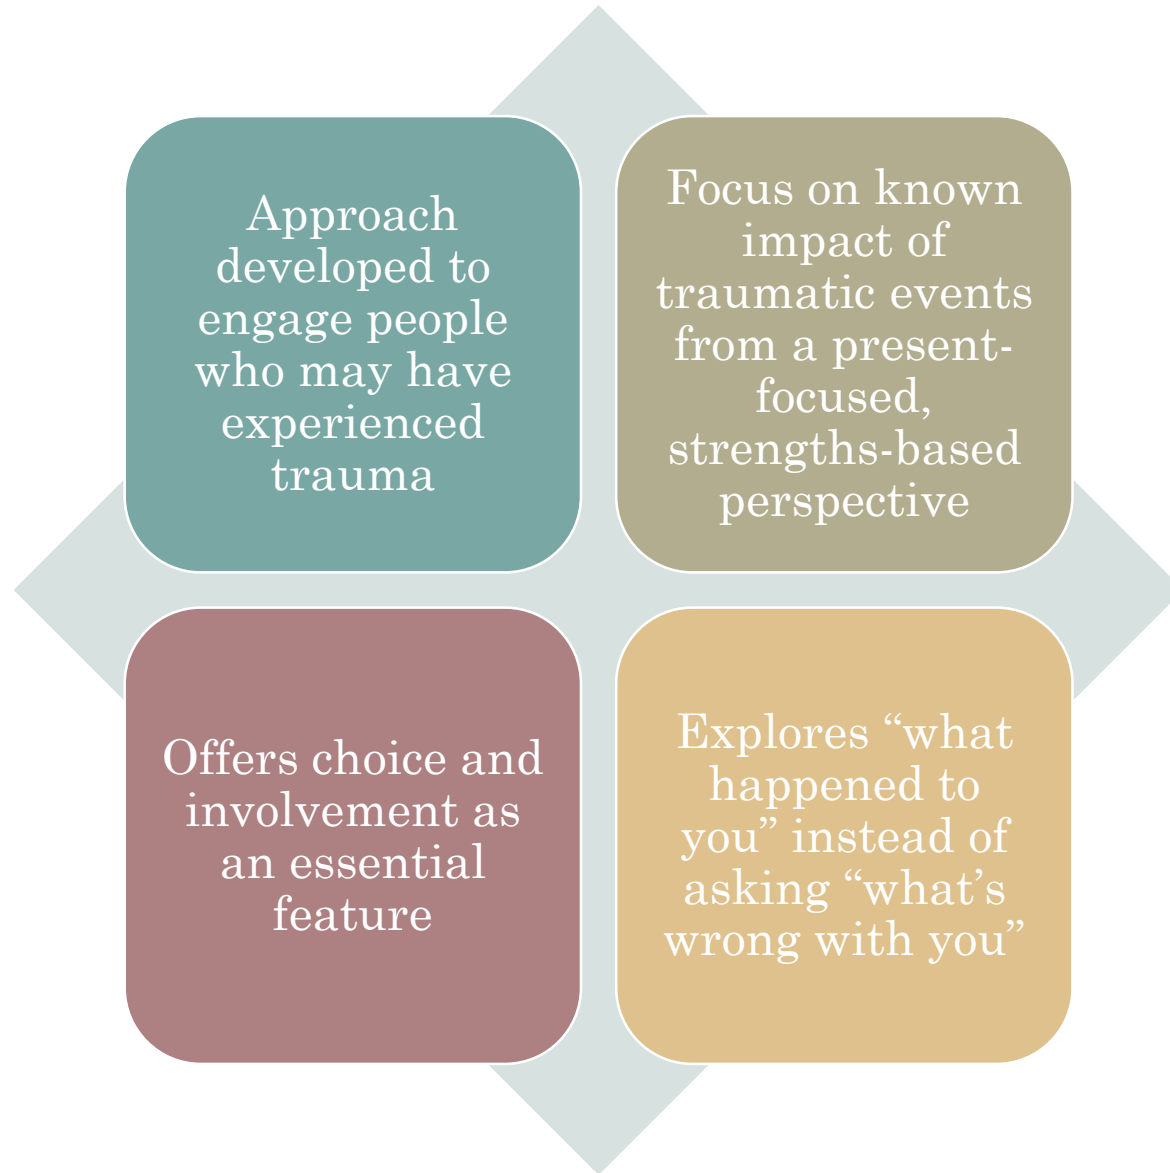 Approach
developed to
engage people
who may have
experienced
trauma
Focus on known
impact of
traumatic events
from a present-
focused,
strengths-based
perspective
Offers choice and
involvement as
an essential
feature
Explores “what
happened to
you” instead of
asking “what’s
wrong with you”